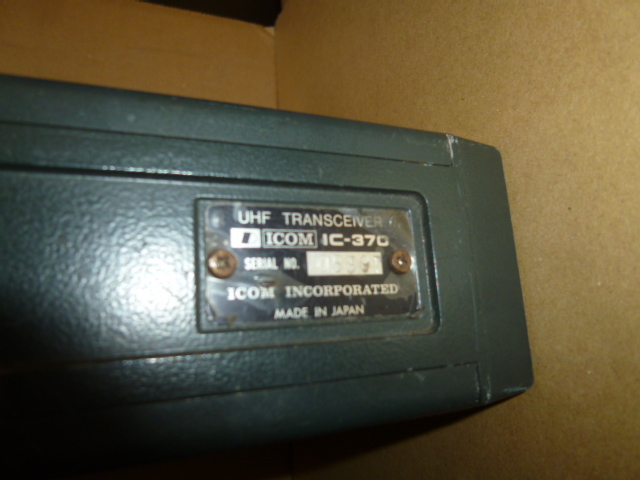 UHF TRANSCEIVER
ICOM IC-370
SERIAL NO.
ICOM INCORPORATED
MADE IN JAPAN